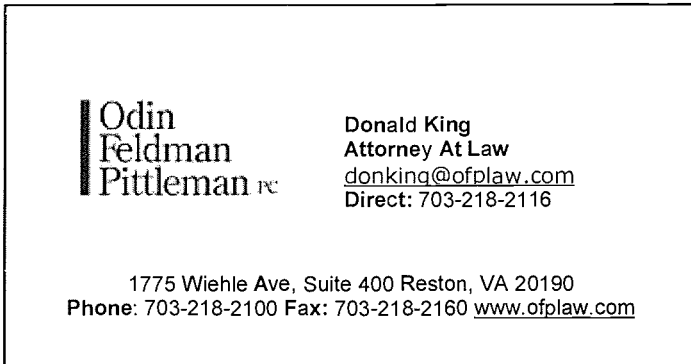 Odin
Feldman
Pittleman PC
Donald King
Attorney At Law
donking@ofplaw.com
Direct: 703-218-2116
1775 Wiehle Ave, Suite 400 Reston, VA 20190
Phone: 703-218-2100 Fax: 703-218-2160 www.ofplaw.com